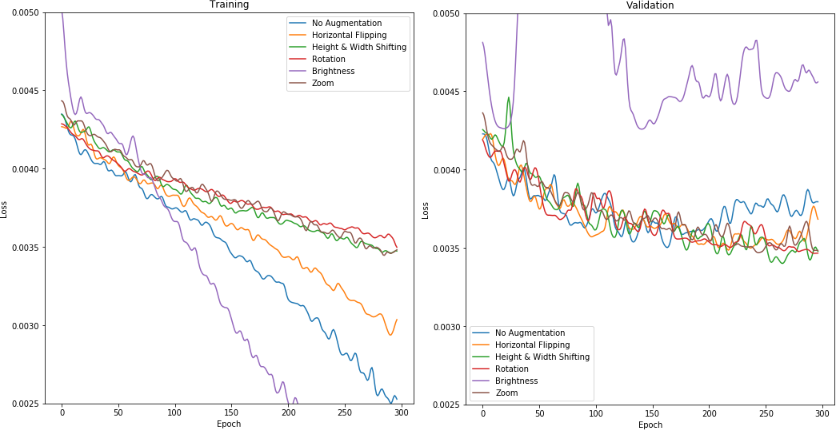 Training
0.0050
0.0045
0.0040
0.0035
0.0030
0.0025
Loss
0
50
100
150
200
250
300
Epoch
No Augmentation
Horizontal Flipping
Height & Width Shifting
Rotation
Brightness
Zoom
Validation
0.0050
0.0045
0.0040
0.0035
0.0030
0.0025
Loss
0
50
100
150
200
250
300
Epoch
No Augmentation
Horizontal Flipping
Height & Width Shifting
Rotation
Brightness
Zoom